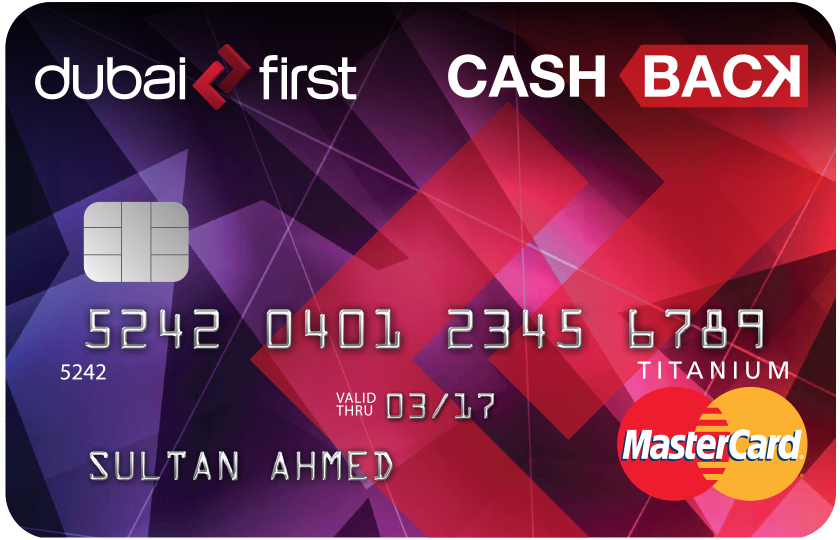 dubai first
CASH BACK
5242 0401 2345 6789
5242
TITANIUM
VALID THRU 03/17
SULTAN AHMED
MasterCard